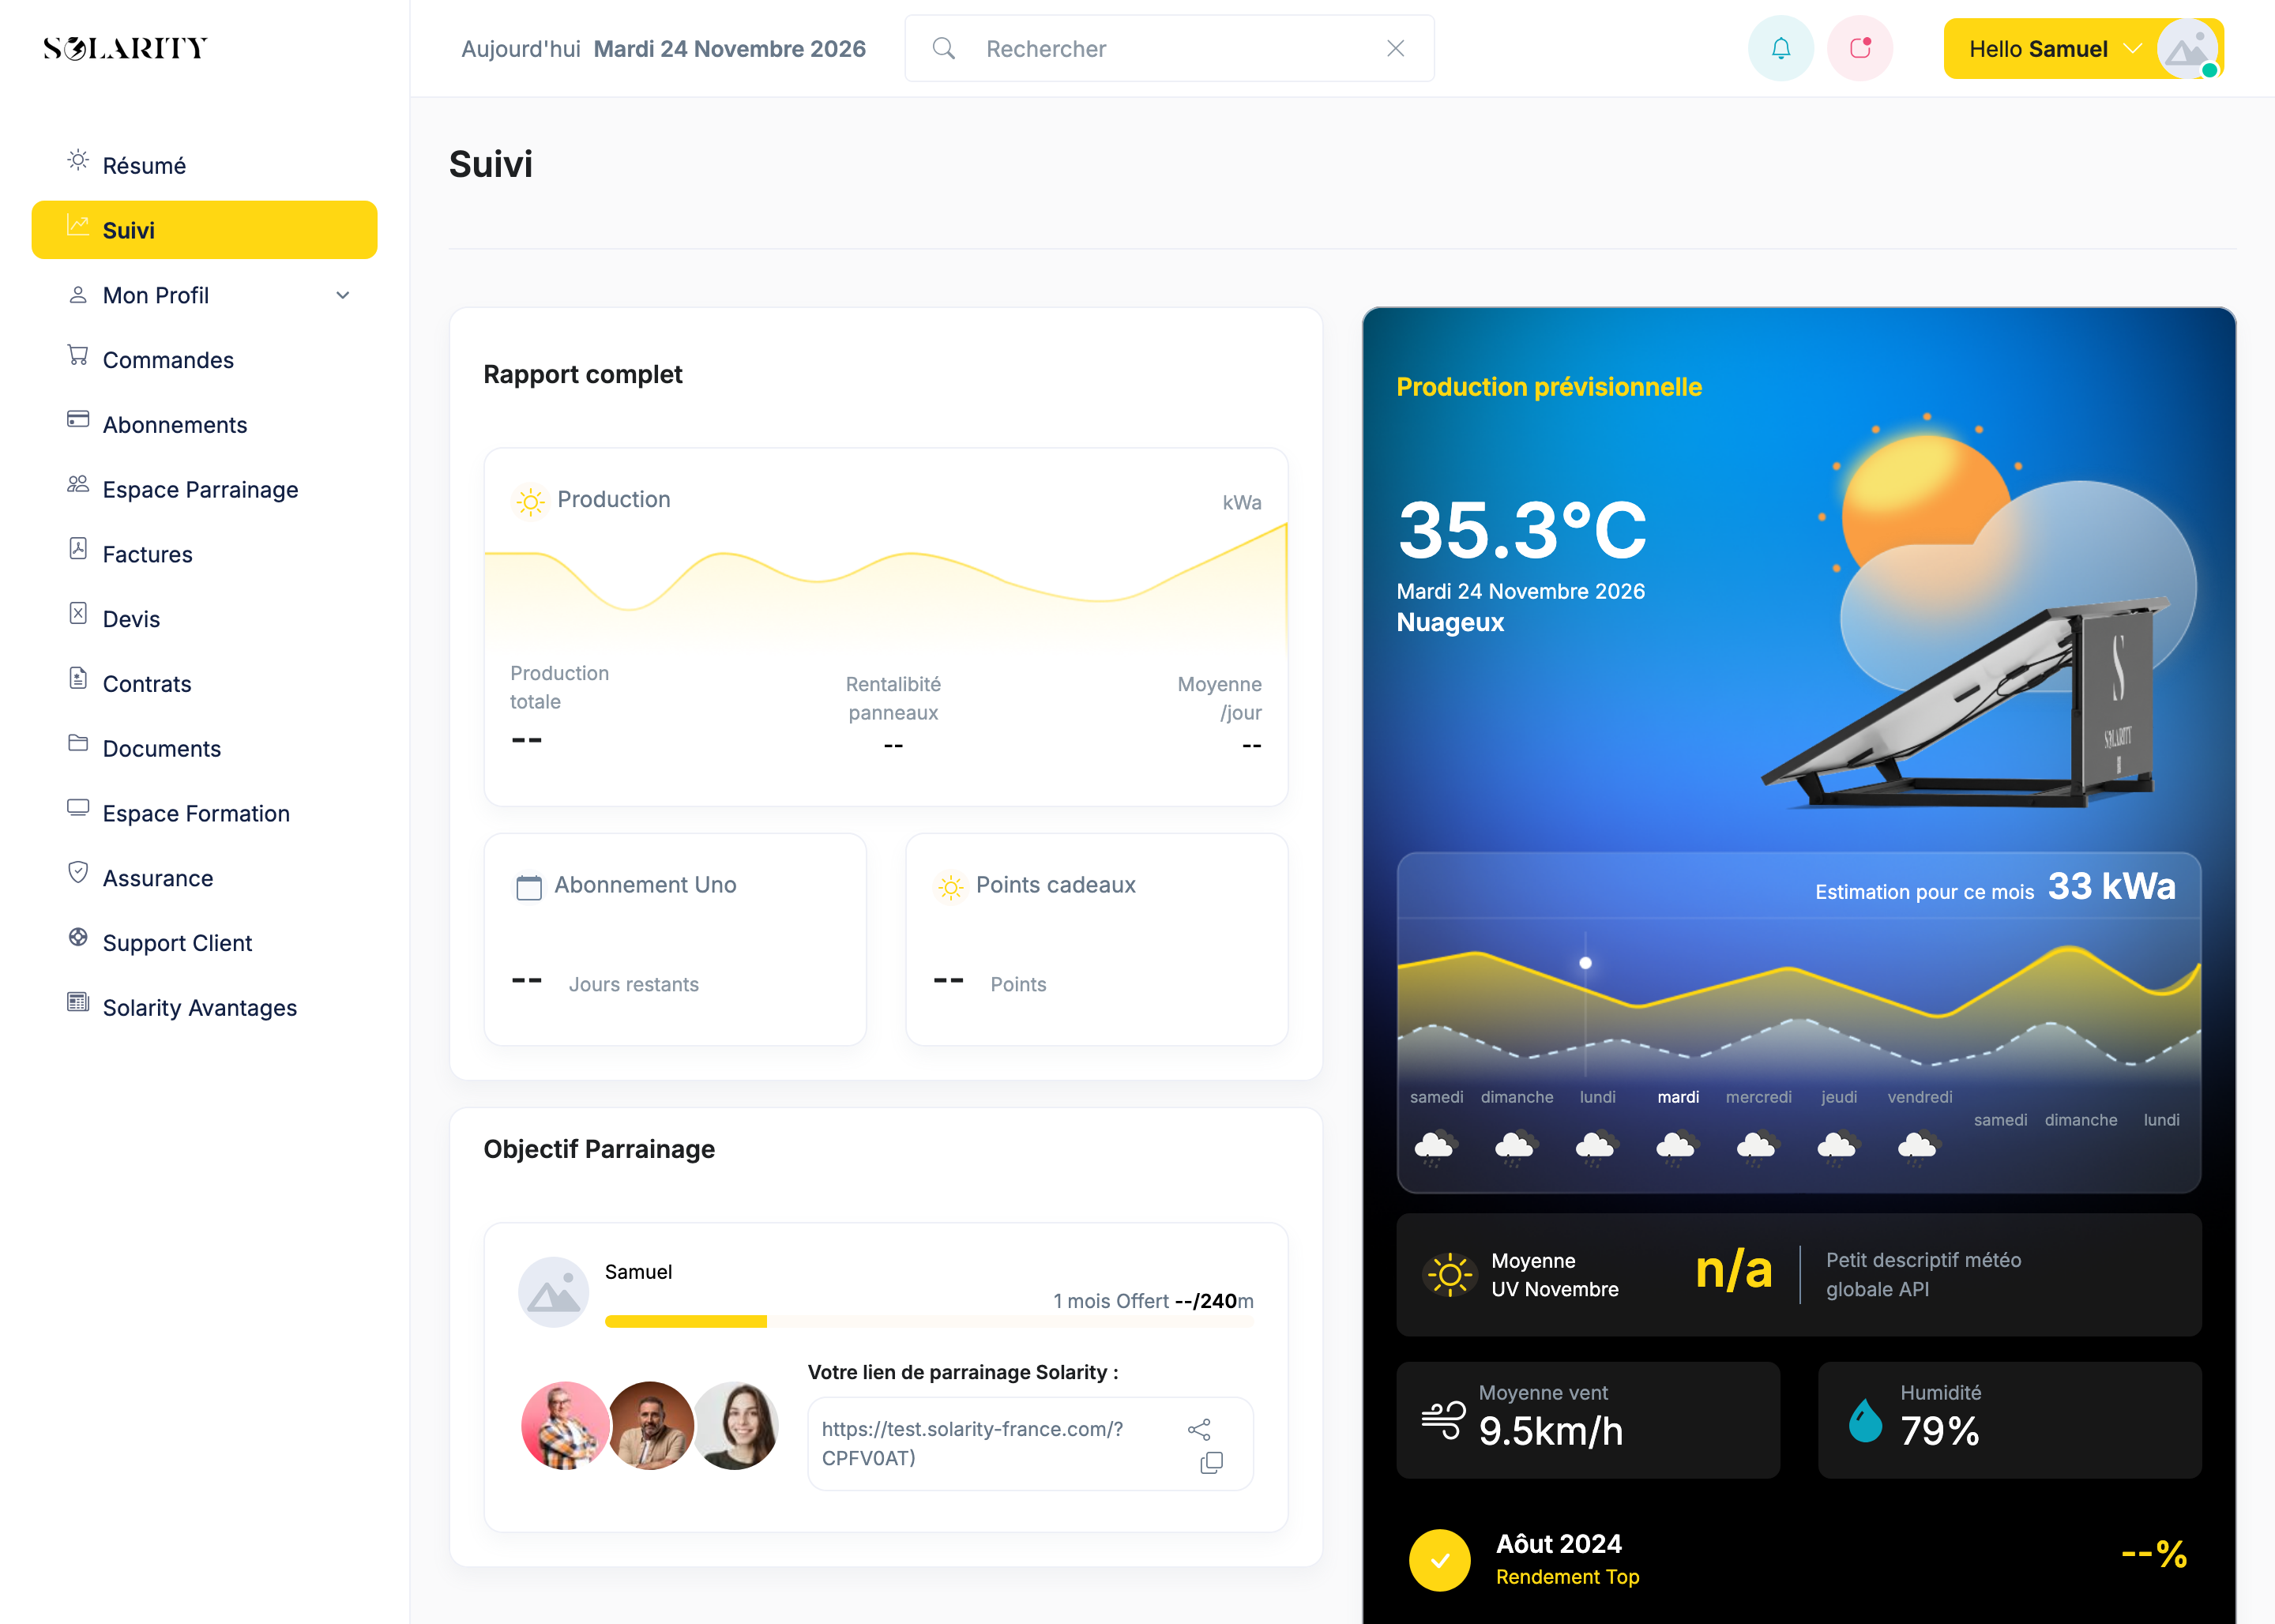 SOLARITY
Aujourd'hui Mardi 24 Novembre 2026
Rechercher
Hello Samuel
Résumé
Suivi
Mon Profil
Commandes
Abonnements
Espace Parrainage
Factures
Devis
Contrats
Documents
Espace Formation
Assurance
Support Client
Solarity Avantages
Suivi
Rapport complet
Production
kWa
Production
totale
--
Rentalibité
panneaux
--
Moyenne
/jour
--
Abonnement Uno
-- Jours restants
Points cadeaux
-- Points
Objectif Parrainage
Samuel
1 mois Offert --/240m
Votre lien de parrainage Solarity :
https://test.solarity-france.com/?
CPFV0AT)
Production prévisionnelle
35.3°C
Mardi 24 Novembre 2026
Nuageux
S
SOLARITY
Estimation pour ce mois 33 kWa
samedi dimanche lundi mardi mercredi jeudi vendredi samedi dimanche lundi
Moyenne
UV Novembre
n/a
Petit descriptif météo
globale API
Moyenne vent
9.5km/h
Humidité
79%
Aôut 2024
Rendement Top
--%